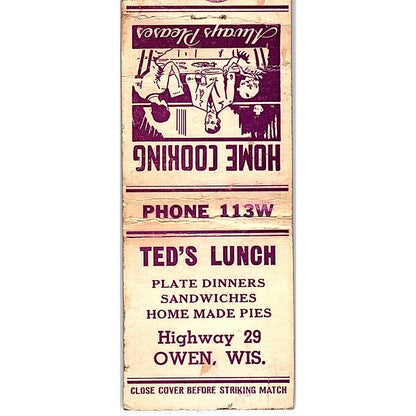 Always Pleases
HOME COOKING
PHONE 113W
TED'S LUNCH
PLATE DINNERS
SANDWICHES
HOME MADE PIES
Highway 29
OWEN, WIS.
CLOSE COVER BEFORE STRIKING MATCH